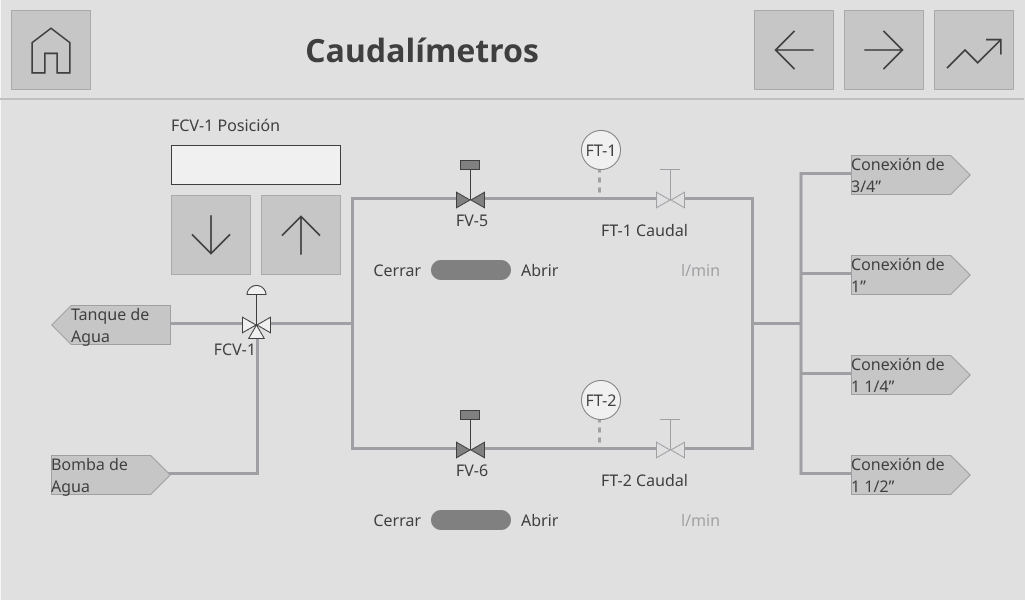 Caudalímetros
FCV-1 Posición
FT-1
FV-5
FT-1 Caudal
Cerrar
Abrir
l/min
Tanque de
Agua
FCV-1
Bomba de
Agua
FT-2
FV-6
FT-2 Caudal
Cerrar
Abrir
l/min
Conexión de
3/4”
Conexión de
1”
Conexión de
1 1/4”
Conexión de
1 1/2”